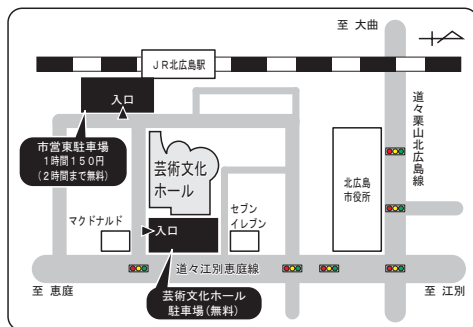 至 大曲
JR北広島駅
入口
市営東駐車場
1時間150円
(2時間まで無料)
道々栗山北広島線
芸術文化
ホール
北広島
市役所
マクドナルド
セブン
イレブン
入口
道々江別恵庭線
至 恵庭
至 江別
芸術文化ホール
駐車場(無料)